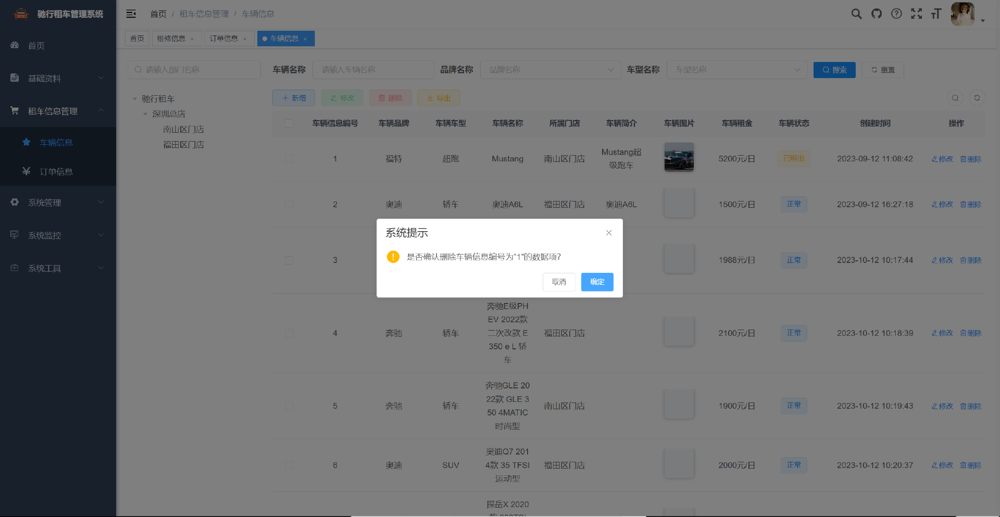 驰行租车管理系统
首页 / 租车信息管理 / 车辆信息
首页
维修信息 ×
订单信息 ×
车辆信息 ×
首页
基础资料
租车信息管理
车辆信息
订单信息
系统管理
系统监控
系统工具
请输入部门名称
驰行租车
深圳总店
南山区门店
福田区门店
车辆名称 请输入车辆名称 品牌名称 品牌名称 车型名称 车型名称 搜索 重置
新增 修改 删除 导出
车辆信息编号 车辆品牌 车辆车型 车辆名称 所属门店 车辆简介 车辆图片 车辆租金 车辆状态 创建时间 操作
1 福特 超跑 Mustang 南山区门店 Mustang超
级跑车
5200元/日 已租出 2023-09-12 11:08:42 修改 删除
2 奥迪 轿车 奥迪A6L 福田区门店 奥迪A6L 1500元/日 正常 2023-09-12 16:27:18 修改 删除
系统提示
是否确认删除车辆信息编号为"1"的数据项?
取消 确定
3 1988元/日 正常 2023-10-12 10:17:44 修改 删除
4 奔驰 轿车
奔驰E级PH
EV 2022款
二次改款 E
350 e L 轿
车
福田区门店 2100元/日 正常 2023-10-12 10:18:39 修改 删除
5 奔驰 轿车
奔驰GLE 20
22款 GLE 3
50 4MATIC
时尚型
南山区门店 1900元/日 正常 2023-10-12 10:19:43 修改 删除
6 奥迪 SUV
奥迪Q7 201
4款 35 TFSI
运动型
福田区门店 2000元/日 正常 2023-10-12 10:20:37 修改 删除
探岳X 2020